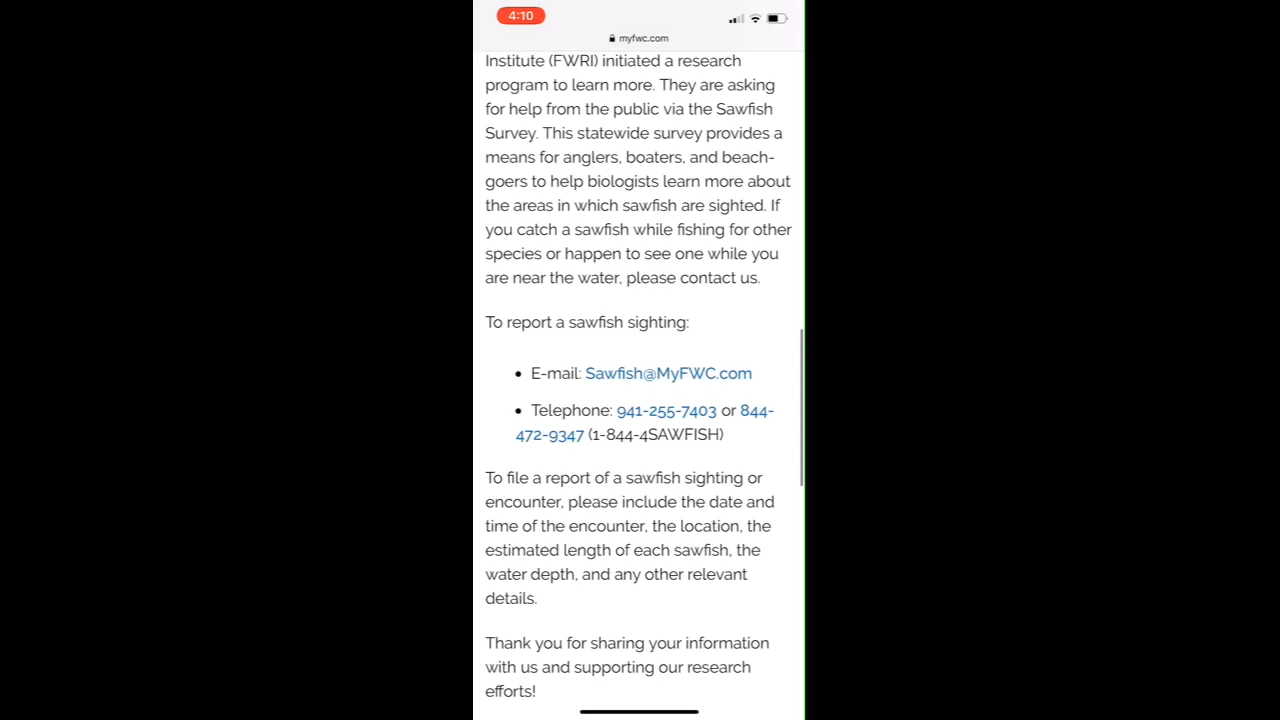 4:10
myfwc.com
Institute (FWRI) initiated a research
program to learn more. They are asking
for help from the public via the Sawfish
Survey. This statewide survey provides a
means for anglers, boaters, and beach-
goers to help biologists learn more about
the areas in which sawfish are sighted. If
you catch a sawfish while fishing for other
species or happen to see one while you
are near the water, please contact us.
To report a sawfish sighting:
• E-mail: Sawfish@MyFWC.com
• Telephone: 941-255-7403 or 844-
472-9347 (1-844-4SAWFISH)
To file a report of a sawfish sighting or
encounter, please include the date and
time of the encounter, the location, the
estimated length of each sawfish, the
water depth, and any other relevant
details.
Thank you for sharing your information
with us and supporting our research
efforts!